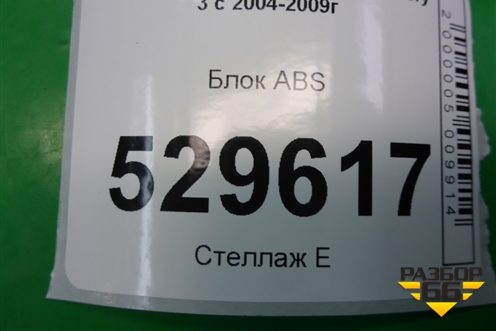 3 с 2004-2009г
Блок ABS
529617
Стеллаж Е
2000005009914
РАЗБОР
66